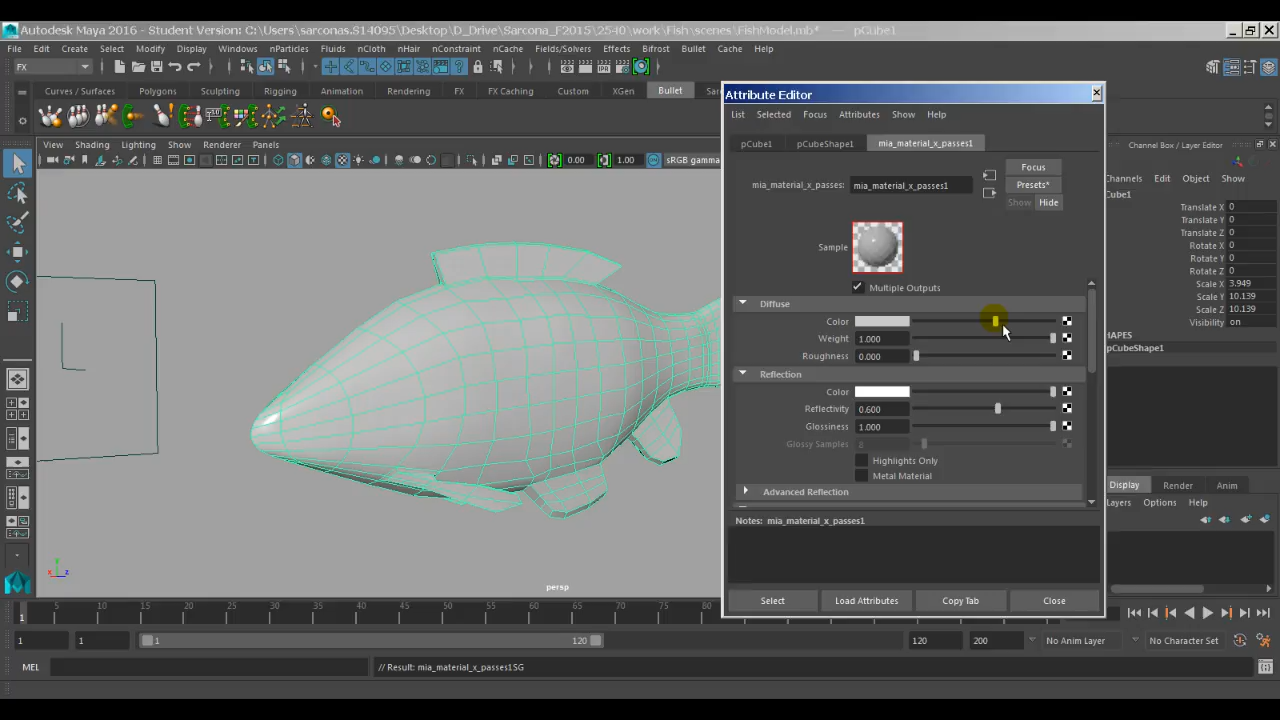 Autodesk Maya 2016 - Student Version: C:\Users\sarconas.S14095\Desktop\D_Drive\Sarcona_F2015\2540\work\Fish\scenes\FishModel.mb* --- pCube1
File Edit Create Select Modify Display Windows nParticles Fluids nCloth nHair nConstraint nCache Fields/Solvers Effects Bifrost Bullet Cache Help
FX
Curves / Surfaces Polygons Sculpting Rigging Animation Rendering FX FX Caching Custom XGen Bullet
View Shading Lighting Show Renderer Panels
0.00 1.00 sRGB gamma
Attribute Editor
List Selected Focus Attributes Show Help
pCube1 pCubeShape1 mia_material_x_passes1
mia_material_x_passes: mia_material_x_passes1
Focus
Presets*
Show Hide
Sample
Multiple Outputs
Diffuse
Color
Weight 1.000
Roughness 0.000
Reflection
Color
Reflectivity 0.600
Glossiness 1.000
Glossy Samples 8
Highlights Only
Metal Material
Advanced Reflection
Notes: mia_material_x_passes1
Select Load Attributes Copy Tab Close
Channel Box / Layer Editor
Channels Edit Object Show
Cube1
Translate X 0
Translate Y 0
Translate Z 0
Rotate X 0
Rotate Y 0
Rotate Z 0
Scale X 3.949
Scale Y 10.139
Scale Z 10.139
Visibility on
HAPES
pCubeShape1
Display Render Anim
Layers Options Help
persp
y
x z
5 10 15 20 25 30 35 40 45 50 55 60 65 70 75 80
1
1 1 1 120 120 200 No Anim Layer No Character Set
MEL // Result: mia_material_x_passes1SG